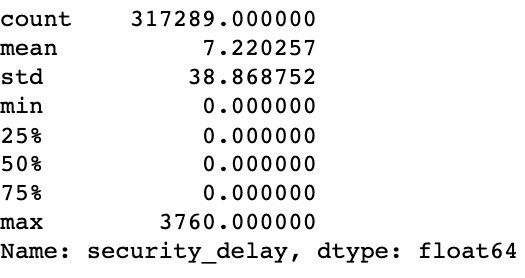 count    317289.000000
mean          7.220257
std          38.868752
min           0.000000
25%           0.000000
50%           0.000000
75%           0.000000
max        3760.000000
Name: security_delay, dtype: float64